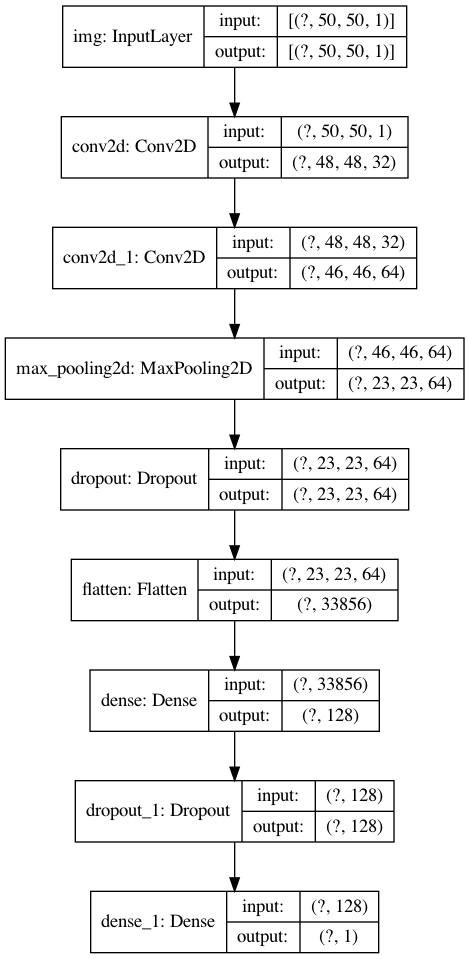 img: InputLayer
input:
[(?, 50, 50, 1)]
output:
[(?, 50, 50, 1)]
conv2d: Conv2D
input:
(?, 50, 50, 1)
output:
(?, 48, 48, 32)
conv2d_1: Conv2D
input:
(?, 48, 48, 32)
output:
(?, 46, 46, 64)
max_pooling2d: MaxPooling2D
input:
(?, 46, 46, 64)
output:
(?, 23, 23, 64)
dropout: Dropout
input:
(?, 23, 23, 64)
output:
(?, 23, 23, 64)
flatten: Flatten
input:
(?, 23, 23, 64)
output:
(?, 33856)
dense: Dense
input:
(?, 33856)
output:
(?, 128)
dropout_1: Dropout
input:
(?, 128)
output:
(?, 128)
dense_1: Dense
input:
(?, 128)
output:
(?, 1)